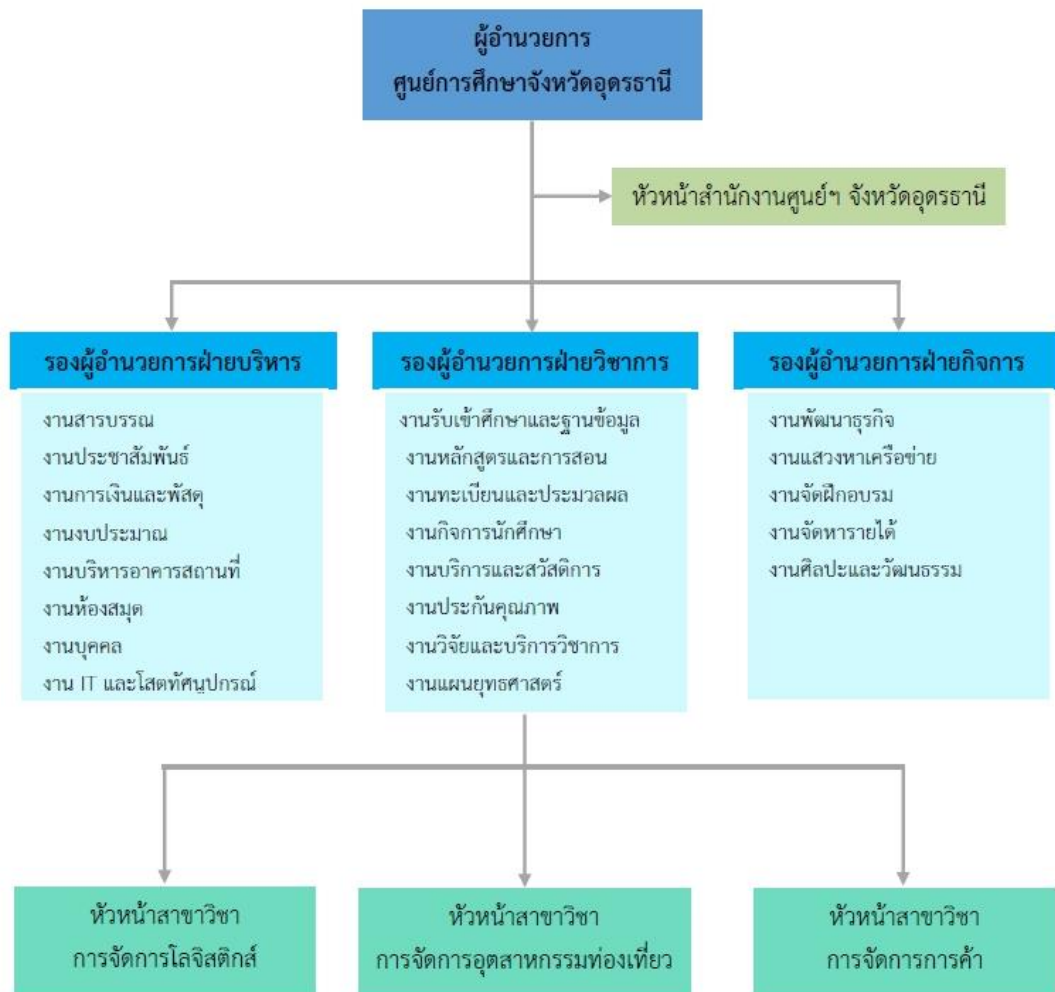 ผู้อำนวยการ
ศูนย์การศึกษาจังหวัดอุดรธานี
หัวหน้าสำนักงานศูนย์ฯ จังหวัดอุดรธานี
รองผู้อำนวยการฝ่ายบริหาร
งานสารบรรณ
งานประชาสัมพันธ์
งานการเงินและพัสดุ
งานงบประมาณ
งานบริหารอาคารสถานที่
งานห้องสมุด
งานบุคคล
งาน IT และโสตทัศนูปกรณ์
รองผู้อำนวยการฝ่ายวิชาการ
งานรับเข้าศึกษาและฐานข้อมูล
งานหลักสูตรและการสอน
งานทะเบียนและประมวลผล
งานกิจการนักศึกษา
งานบริการและสวัสดิการ
งานประกันคุณภาพ
งานวิจัยและบริการวิชาการ
งานแผนยุทธศาสตร์
รองผู้อำนวยการฝ่ายกิจการ
งานพัฒนาธุรกิจ
งานแสวงหาเครือข่าย
งานจัดฝึกอบรม
งานจัดหารายได้
งานศิลปะและวัฒนธรรม
หัวหน้าสาขาวิชา
การจัดการโลจิสติกส์
หัวหน้าสาขาวิชา
การจัดการอุตสาหกรรมท่องเที่ยว
หัวหน้าสาขาวิชา
การจัดการการค้า